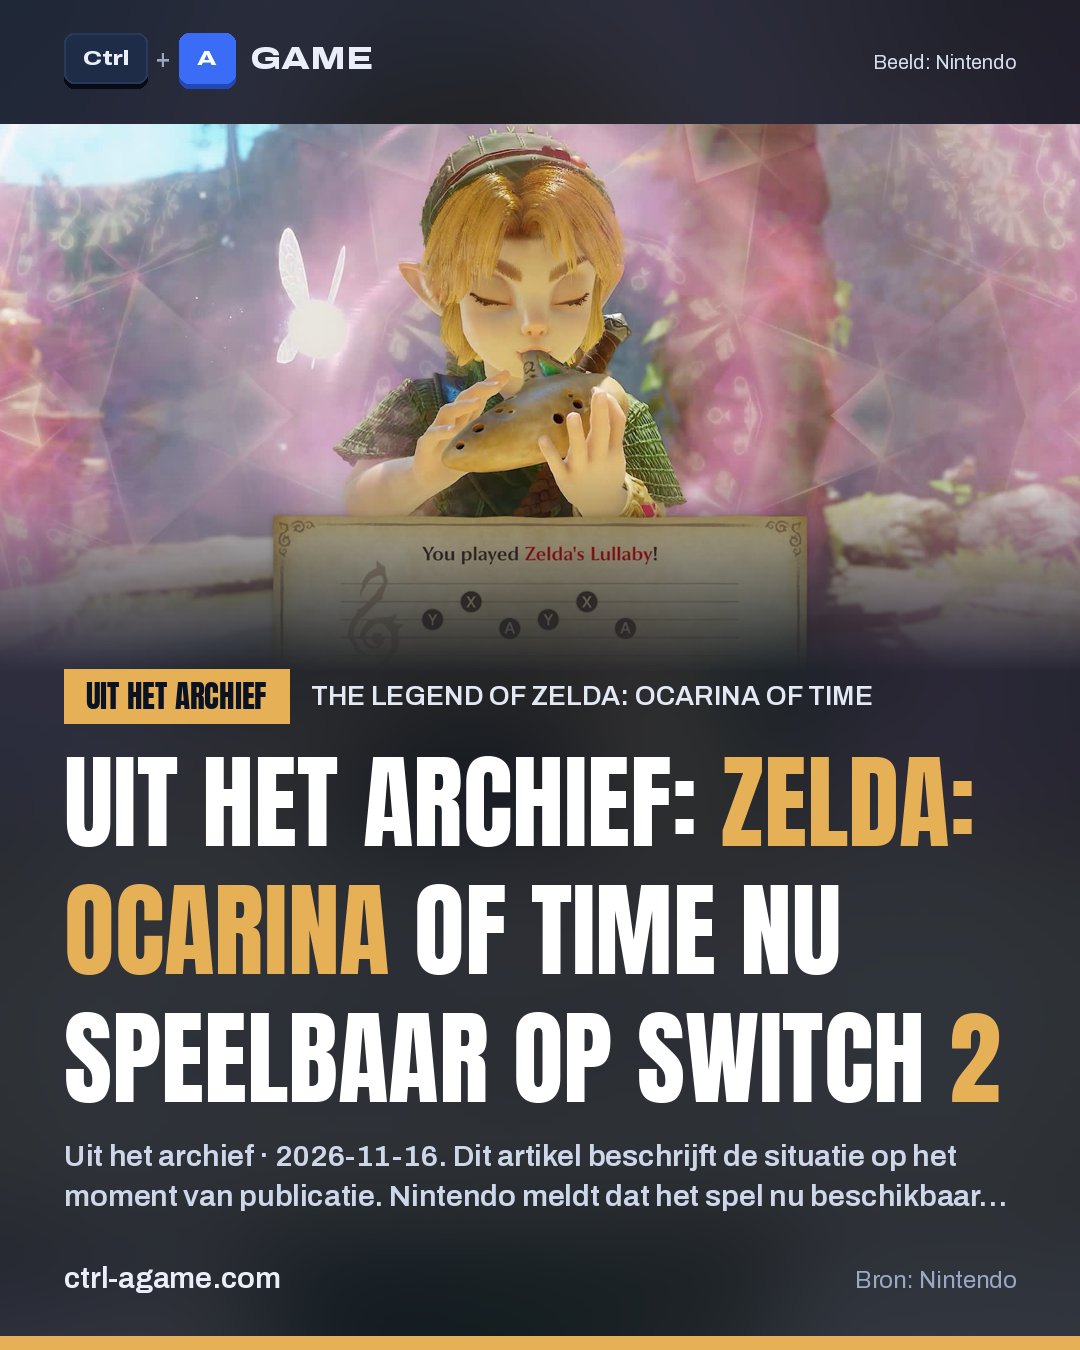 Ctrl + A GAME
Beeld: Nintendo
You played Zelda's Lullaby!
Y X A Y X A
UIT HET ARCHIEF THE LEGEND OF ZELDA: OCARINA OF TIME
UIT HET ARCHIEF: ZELDA:
OCARINA OF TIME NU
SPEELBAAR OP SWITCH 2
Uit het archief · 2026-11-16. Dit artikel beschrijft de situatie op het
moment van publicatie. Nintendo meldt dat het spel nu beschikbaar…
ctrl-agame.com
Bron: Nintendo